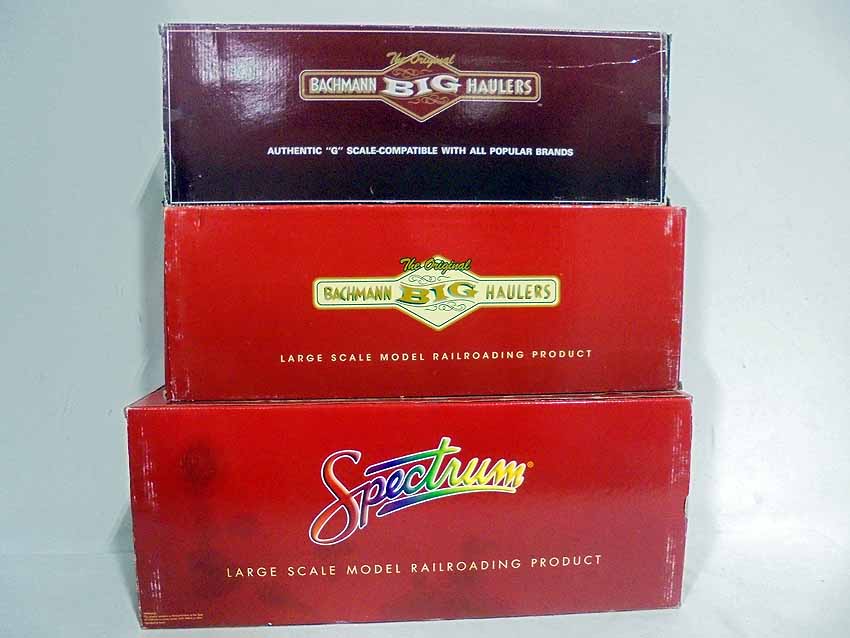 The Original
BACHMANN BIG HAULERS
AUTHENTIC "G" SCALE-COMPATIBLE WITH ALL POPULAR BRANDS
The Original
BACHMANN BIG HAULERS
LARGE SCALE MODEL RAILROADING PRODUCT
Spectrum®
LARGE SCALE MODEL RAILROADING PRODUCT